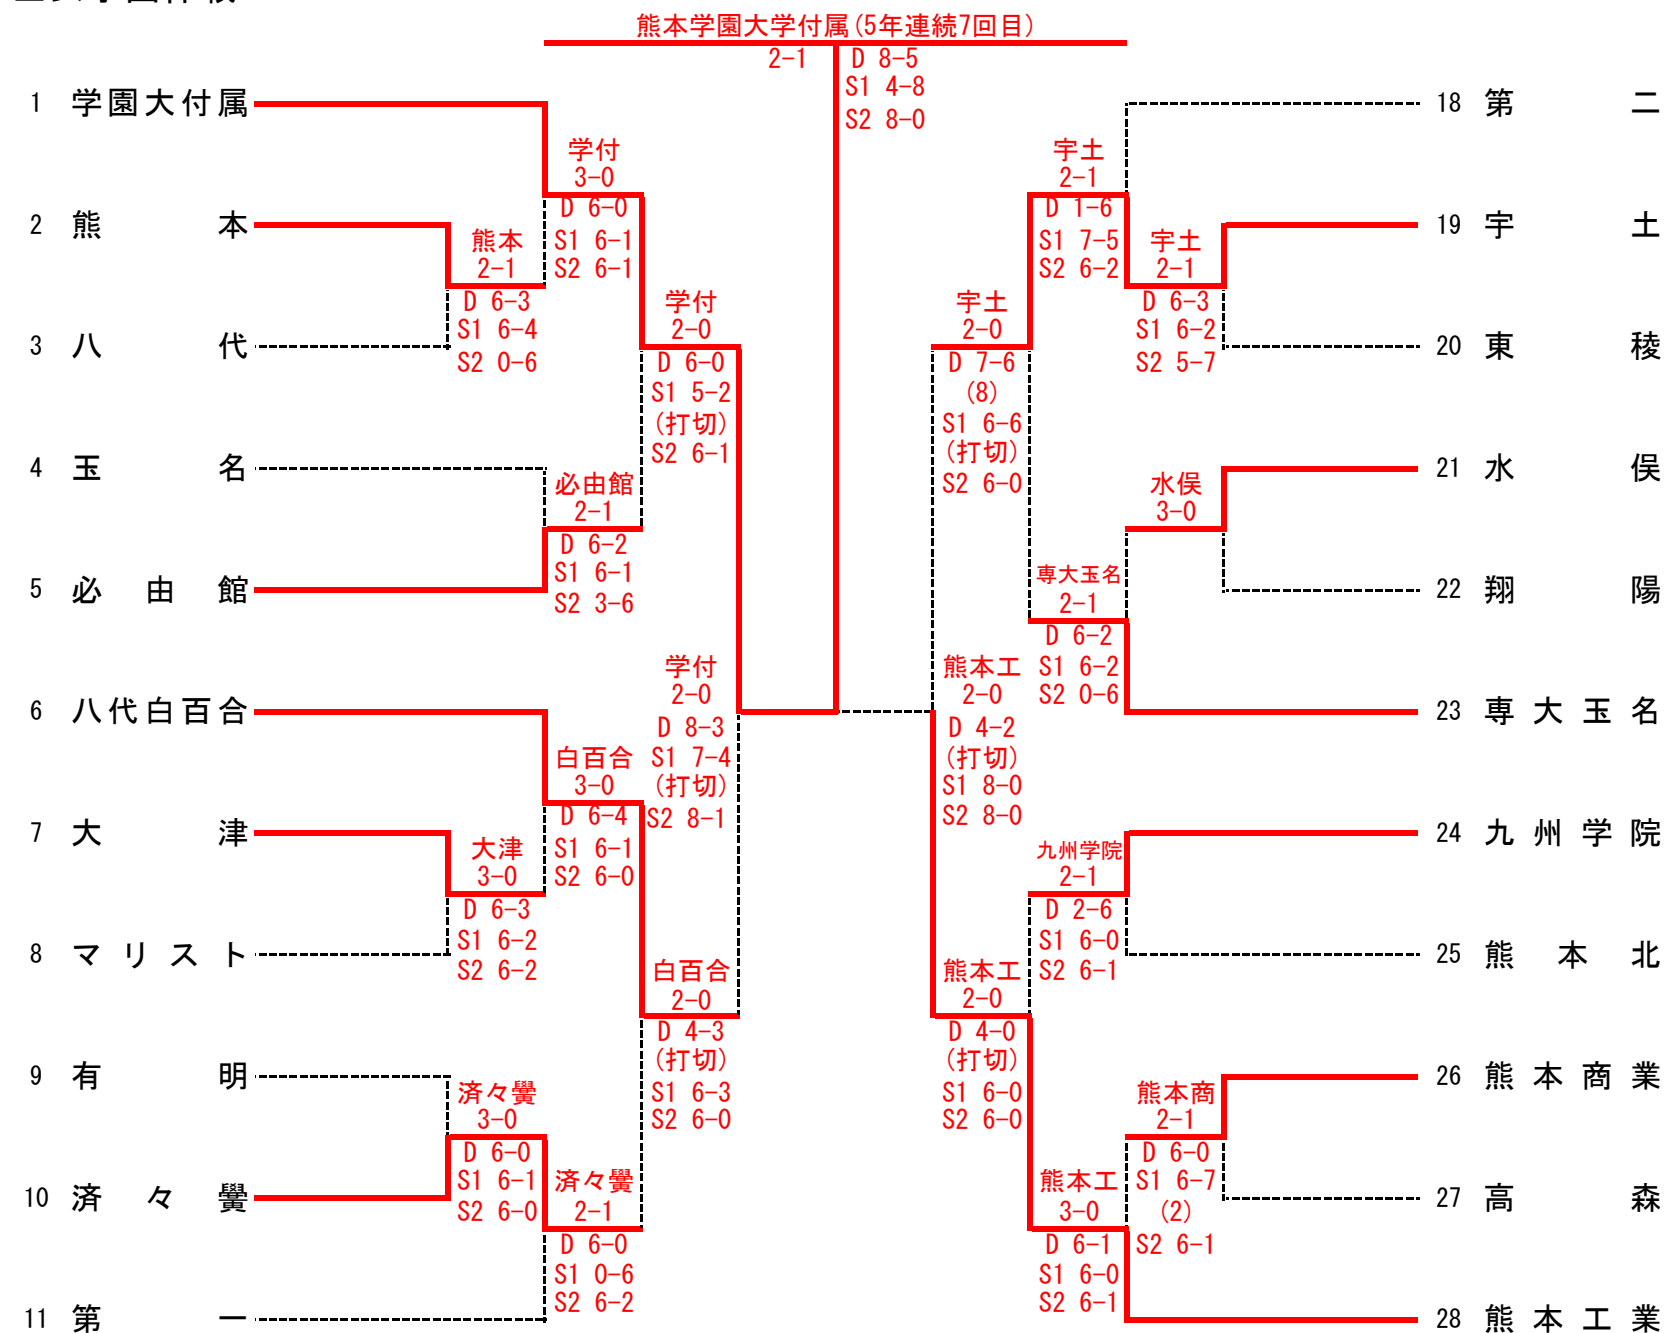 熊本学園大学付属(5年連続7回目)
2-1
D 8-5
S1 4-8
S2 8-0
1 学園大付属
2 熊本
3 八代
4 玉名
5 必由館
6 八代白百合
7 大津
8 マリスト
9 有明
10 済々黌
11 第一
熊本
2-1
D 6-3
S1 6-4
S2 0-6
大津
3-0
D 6-3
S1 6-2
S2 6-2
済々黌
3-0
D 6-0
S1 6-1
S2 6-0
学付
3-0
D 6-0
S1 6-1
S2 6-1
必由館
2-1
D 6-2
S1 6-1
S2 3-6
白百合
3-0
D 6-4
S1 6-1
S2 6-0
済々黌
2-1
D 6-0
S1 0-6
S2 6-2
学付
2-0
D 6-0
S1 5-2
(打切)
S2 6-1
白百合
2-0
D 4-3
(打切)
S1 6-3
S2 6-0
学付
2-0
D 8-3
S1 7-4
(打切)
S2 8-1
熊本工
2-0
D 4-2
(打切)
S1 8-0
S2 8-0
宇土
2-0
D 7-6
(8)
S1 6-6
(打切)
S2 6-0
熊本工
2-0
D 4-0
(打切)
S1 6-0
S2 6-0
宇土
2-1
D 1-6
S1 7-5
S2 6-2
専大玉名
2-1
D 6-2
S1 6-2
S2 0-6
九州学院
2-1
D 2-6
S1 6-0
S2 6-1
熊本工
3-0
D 6-1
S1 6-0
S2 6-1
宇土
2-1
D 6-3
S1 6-2
S2 5-7
水俣
3-0
熊本商
2-1
D 6-0
S1 6-7
(2)
S2 6-1
18 第二
19 宇土
20 東稜
21 水俣
22 翔陽
23 専大玉名
24 九州学院
25 熊本北
26 熊本商業
27 高森
28 熊本工業